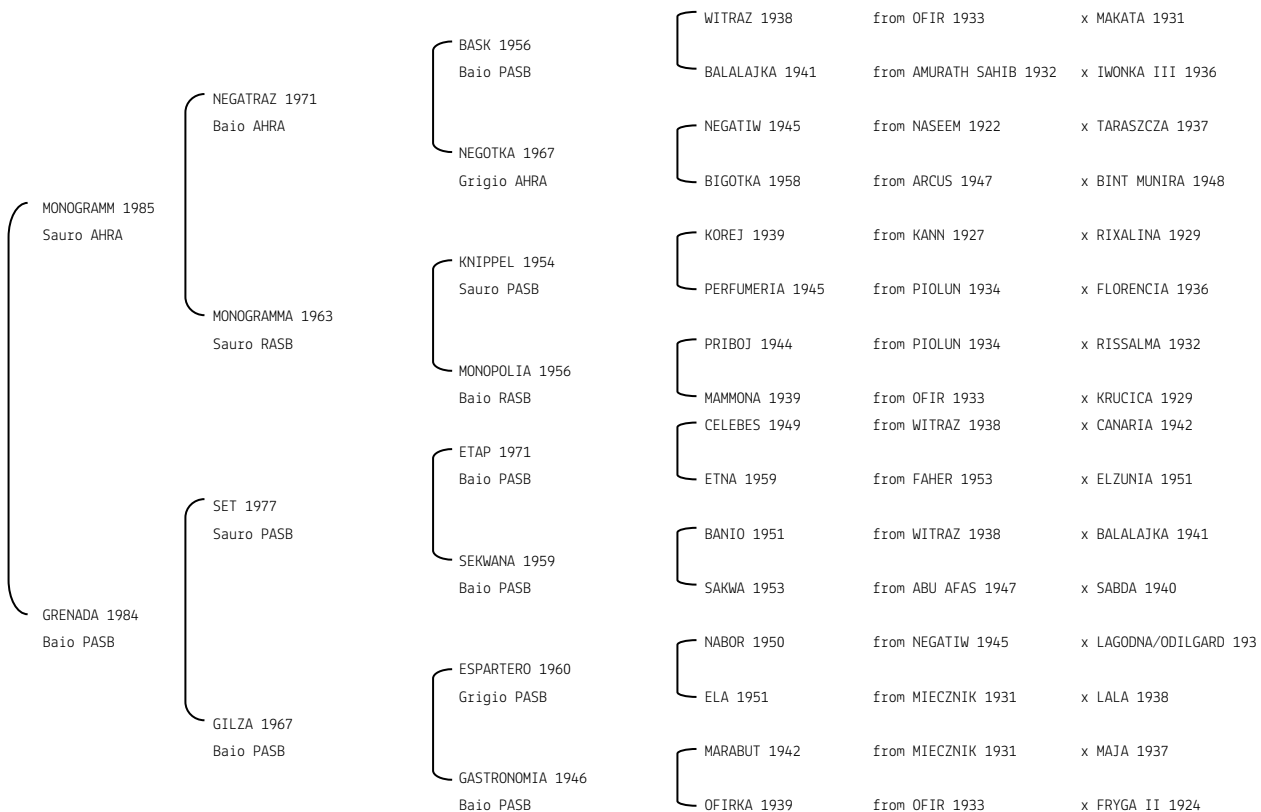 WITRAZ 1938 from OFIR 1933 x MAKATA 1931
BASK 1956
Baio PASB BALALAJKA 1941 from AMURATH SAHIB 1932 x IWONKA III 1936
NEGATRAZ 1971
Baio AHRA NEGATIW 1945 from NASEEM 1922 x TARASZCZA 1937
NEGOTKA 1967
Grigio AHRA BIGOTKA 1958 from ARCUS 1947 x BINT MUNIRA 1948
MONOGRAMM 1985
Sauro AHRA KOREJ 1939 from KANN 1927 x RIXALINA 1929
KNIPPEL 1954
Sauro PASB PERFUMERIA 1945 from PIOLUN 1934 x FLORENCIA 1936
MONOGRAMMA 1963
Sauro RASB PRIBOJ 1944 from PIOLUN 1934 x RISSALMA 1932
MONOPOLIA 1956
Baio RASB MAMMONA 1939 from OFIR 1933 x KRUCICA 1929
CELEBES 1949 from WITRAZ 1938 x CANARIA 1942
ETAP 1971
Baio PASB ETNA 1959 from FAHER 1953 x ELZUNIA 1951
SET 1977
Sauro PASB BANIO 1951 from WITRAZ 1938 x BALALAJKA 1941
SEKWANA 1959
Baio PASB SAKWA 1953 from ABU AFAS 1947 x SABDA 1940
GRENADA 1984
Baio PASB NABOR 1950 from NEGATIW 1945 x LAGODNA/ODILGARD 193
ESPARTERO 1960
Grigio PASB ELA 1951 from MIECZNIK 1931 x LALA 1938
GILZA 1967
Baio PASB MARABUT 1942 from MIECZNIK 1931 x MAJA 1937
GASTRONOMIA 1946
Baio PASB OFIRKA 1939 from OFIR 1933 x FRYGA II 1924